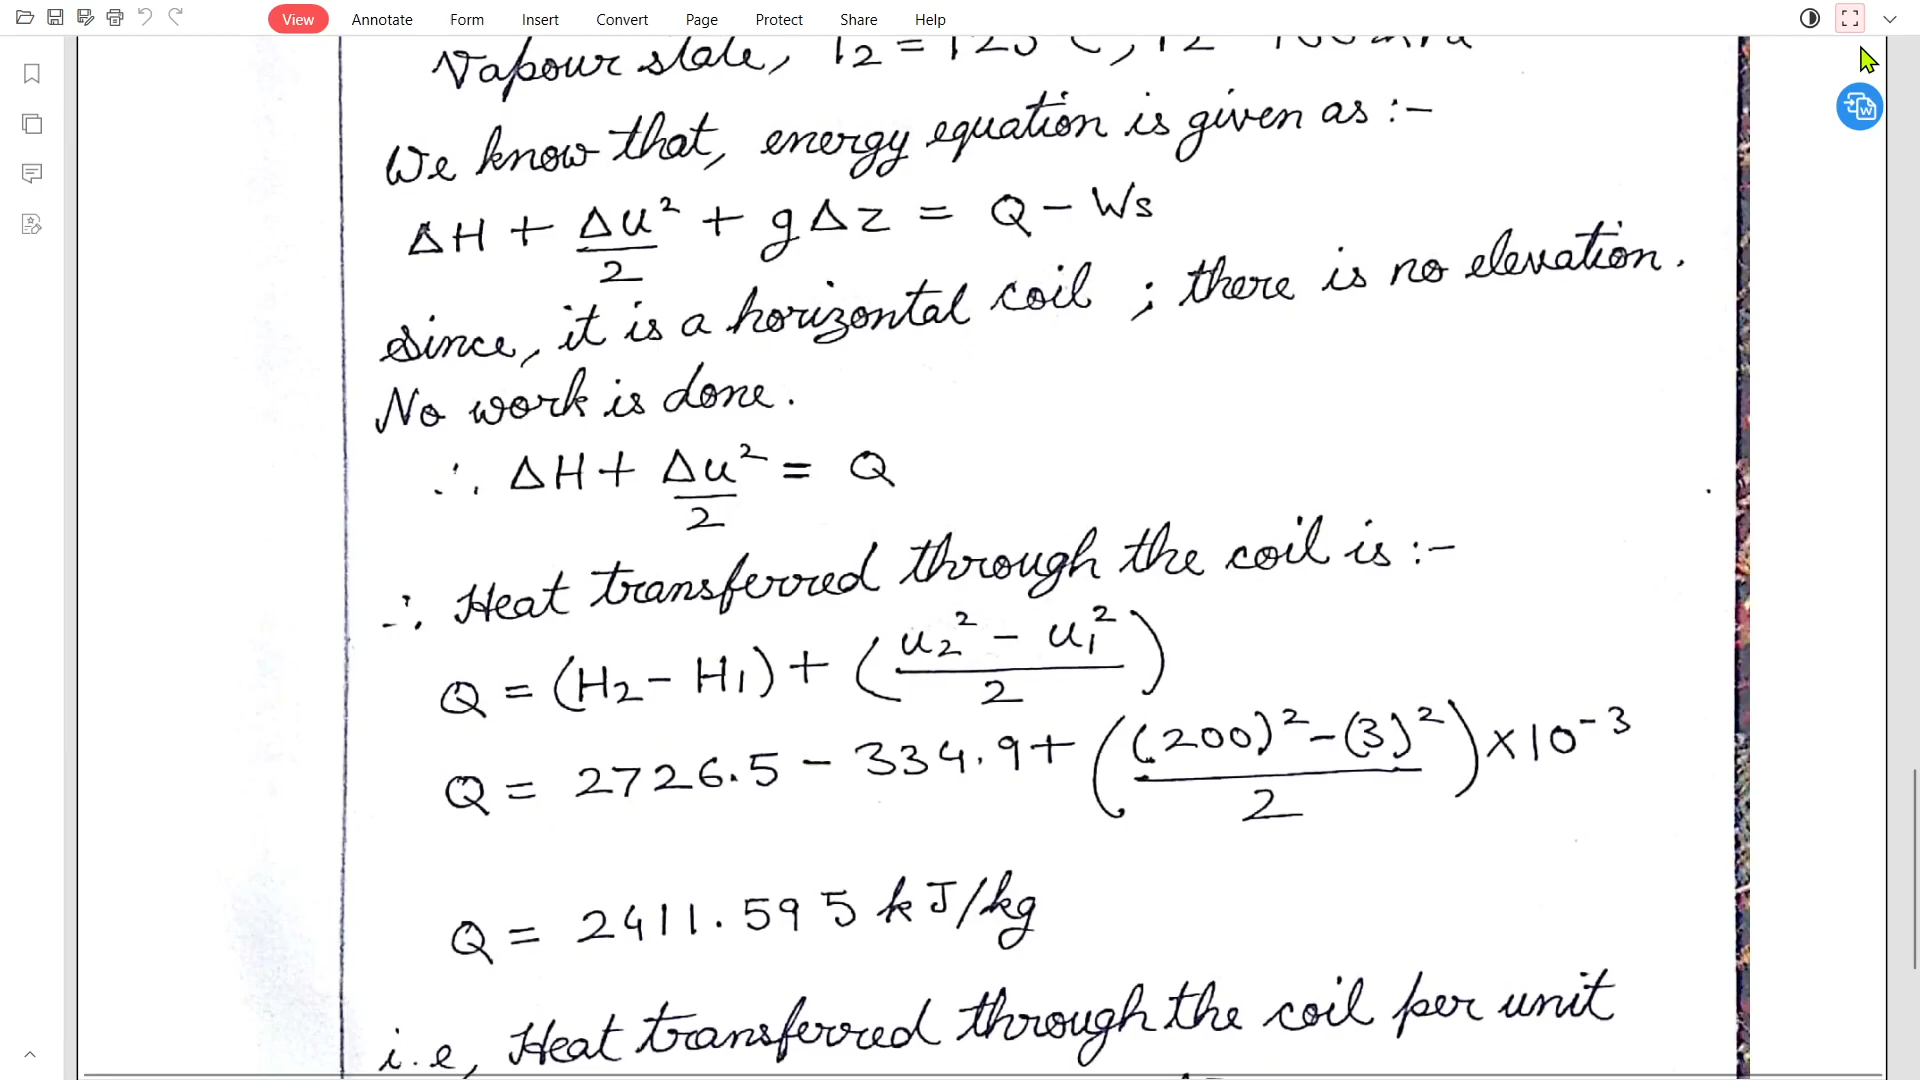 View Annotate Form Insert Convert Page Protect Share Help
Vapour state, T2 =
We know that, energy equation is given as :-
ΔH + Δu²/2 + gΔz = Q - Ws
Since, it is a horizontal coil ; there is no elevation.
No work is done.
∴ ΔH + Δu²/2 = Q
∴ Heat transferred through the coil is :-
Q = (H2 - H1) + (u2² - u1²/2)
Q = 2726.5 - 334.9 + ((200)² - (3)²/2) × 10⁻³
Q = 2411.595 kJ/kg
i.e, Heat transferred through the coil per unit